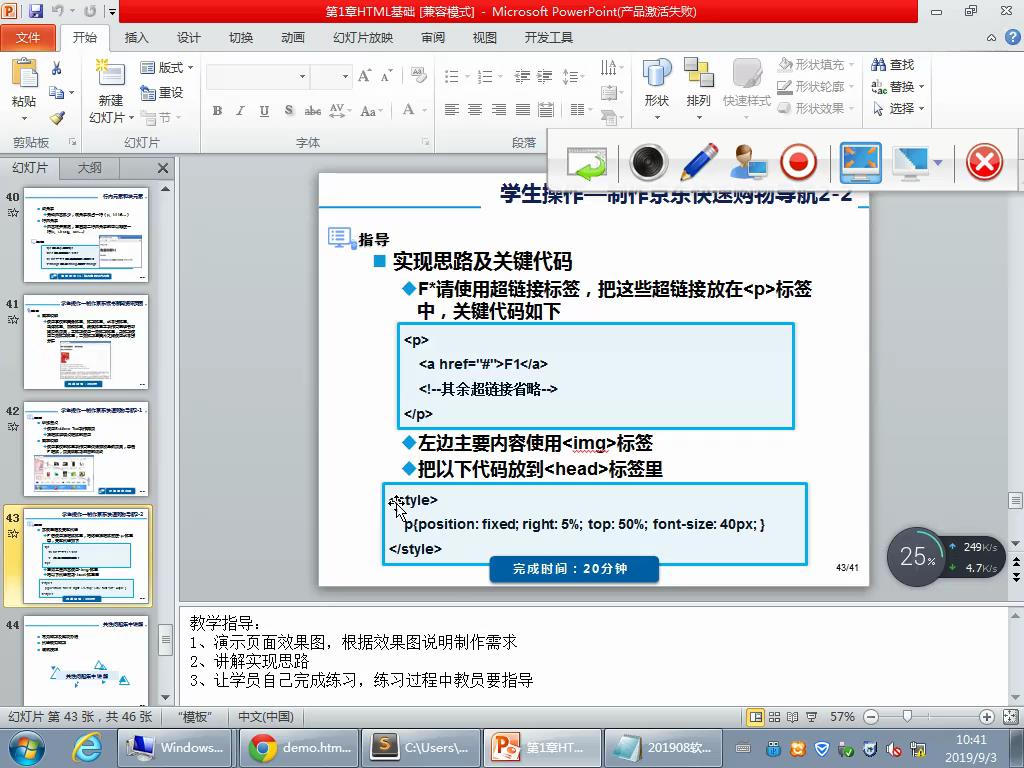 第1章HTML基础 [兼容模式] - Microsoft PowerPoint(产品激活失败)
文件 开始 插入 设计 切换 动画 幻灯片放映 审阅 视图 开发工具
粘贴
新建
幻灯片
版式
重设
节
形状 排列 快速样式
形状填充
形状轮廓
形状效果
查找
替换
选择
剪贴板 幻灯片 字体 段落
幻灯片 大纲
40
41
42
43
44
学生操作—制作京东快速购物导航2-2
指导
实现思路及关键代码
F*请使用超链接标签，把这些超链接放在<p>标签
中，关键代码如下
<p>
<a href="#">F1</a>
<!--其余超链接省略-->
</p>
左边主要内容使用<img>标签
把以下代码放到<head>标签里
<style>
p{position: fixed; right: 5%; top: 50%; font-size: 40px; }
</style>
完成时间：20分钟
43/41
25%
249K/s
4.7K/s
教学指导：
1、演示页面效果图，根据效果图说明制作需求
2、讲解实现思路
3、让学员自己完成练习，练习过程中教员要指导
幻灯片 第 43 张，共 46 张 "模板" 中文(中国) 57%
Windows... demo.htm... C:\Users\... 第1章HT... 201908软...
10:41
2019/9/3